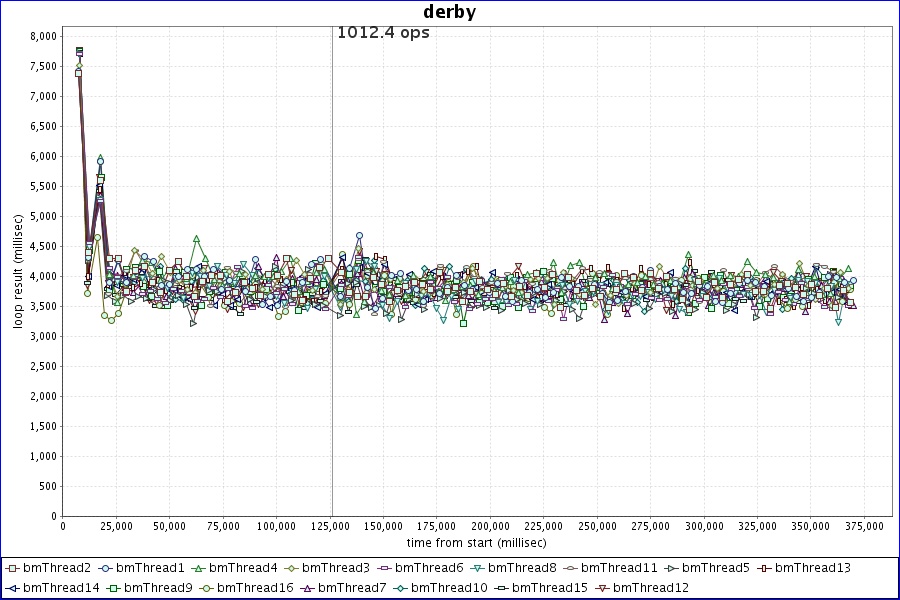 derby
1012.4 ops
8,000
7,500
7,000
6,500
6,000
5,500
5,000
4,500
4,000
3,500
3,000
2,500
2,000
1,500
1,000
500
0
loop result (millisec)
0 25,000 50,000 75,000 100,000 125,000 150,000 175,000 200,000 225,000 250,000 275,000 300,000 325,000 350,000 375,000
time from start (millisec)
bmThread2 bmThread1 bmThread4 bmThread3 bmThread6 bmThread8 bmThread11 bmThread5 bmThread13
bmThread14 bmThread9 bmThread16 bmThread7 bmThread10 bmThread15 bmThread12